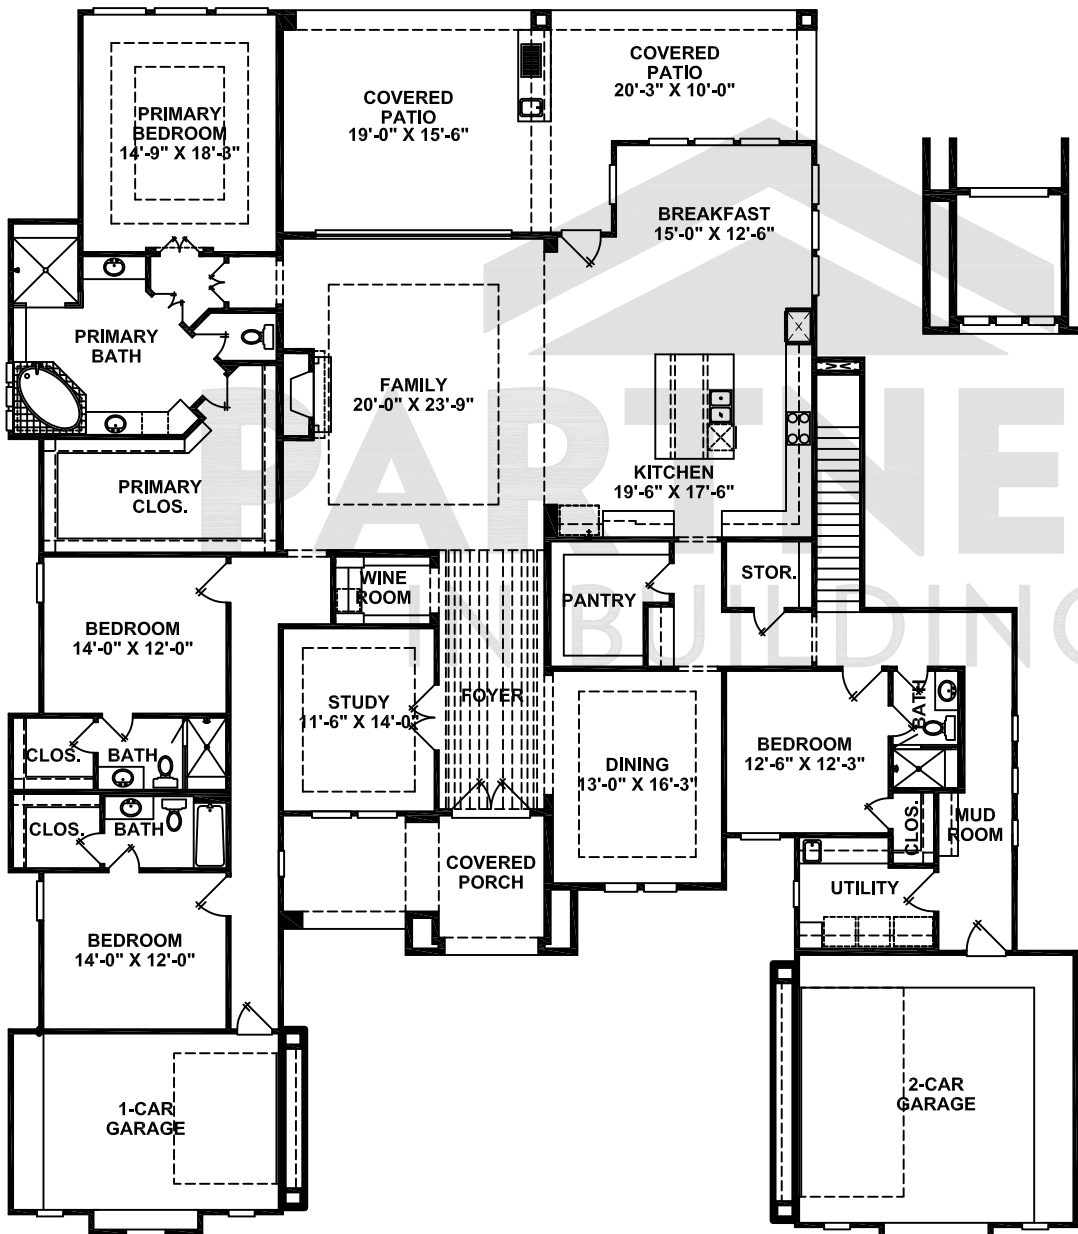 PRIMARY
BEDROOM
14'-9" X 18'-3"
COVERED
PATIO
19'-0" X 15'-6"
COVERED
PATIO
20'-3" X 10'-0"
BREAKFAST
15'-0" X 12'-6"
PRIMARY
BATH
FAMILY
20'-0" X 23'-9"
KITCHEN
19'-6" X 17'-6"
PRIMARY
CLOS.
WINE
ROOM
PANTRY
STOR.
BEDROOM
14'-0" X 12'-0"
STUDY
11'-6" X 14'-0"
FOYER
DINING
13'-0" X 16'-3"
BEDROOM
12'-6" X 12'-3"
BATH
CLOS.
BATH
CLOS.
BATH
CLOS.
MUD
ROOM
COVERED
PORCH
UTILITY
BEDROOM
14'-0" X 12'-0"
1-CAR
GARAGE
2-CAR
GARAGE
PARTNE
IN BUILDING